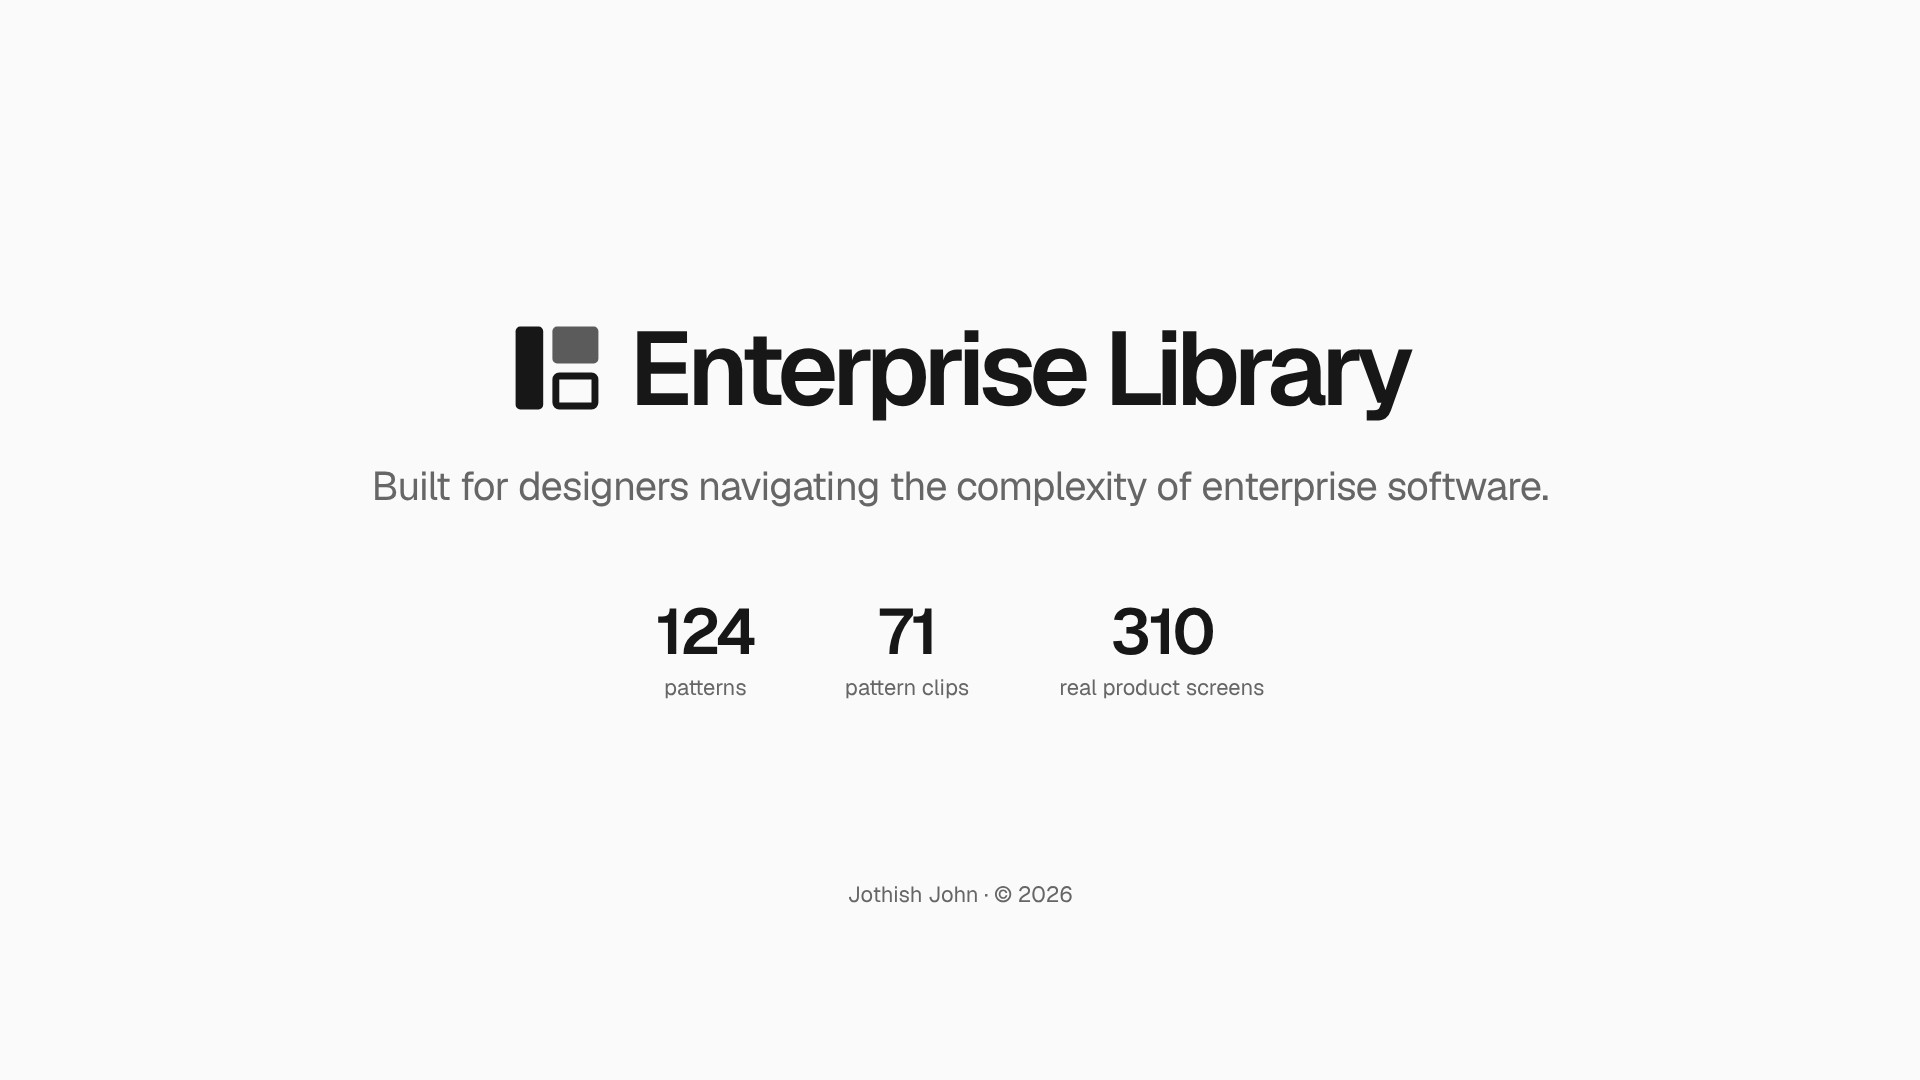 Enterprise Library
Built for designers navigating the complexity of enterprise software.
124
patterns
71
pattern clips
310
real product screens
Jothish John · © 2026